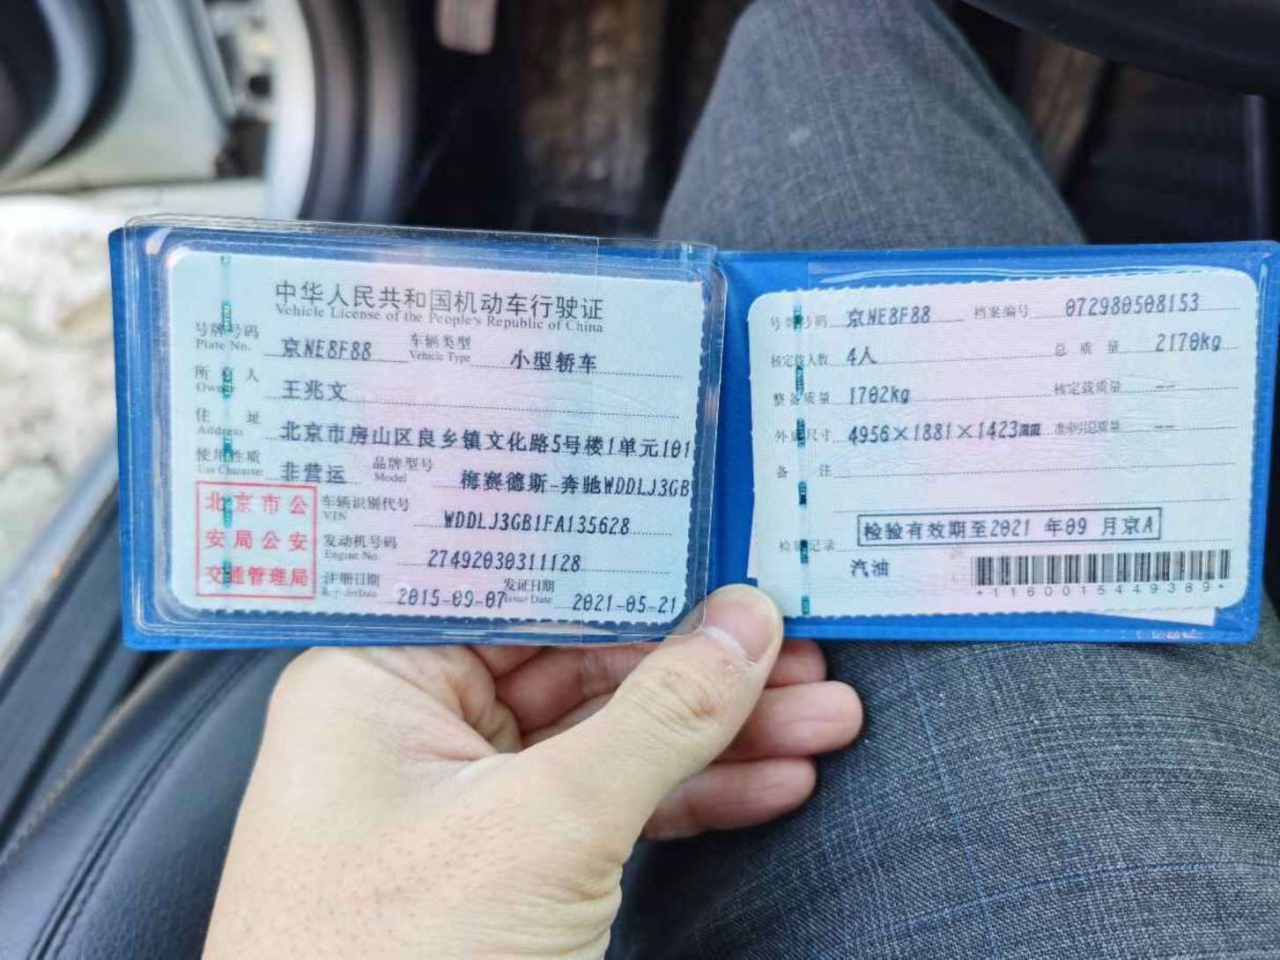 中华人民共和国机动车行驶证
Vehicle License of the People's Republic of China
号牌号码 京NE8F88 车辆类型 小型轿车
Plate No. Vehicle Type
所有人 王兆文
Owner
住址 北京市房山区良乡镇文化路5号楼1单元101
Address
使用性质 非营运 品牌型号 梅赛德斯-奔驰WDDLJ3GB
Use Character Model
北京市公
安局公安
交通管理局
车辆识别代号 WDDLJ3GB1FA135628
VIN
发动机号码 27492030311128
Engine No.
注册日期 2015-09-07 发证日期 2021-05-21
Register Date Issue Date
号牌号码 京NE8F88 档案编号 072980508153
核定载人数 4人 总质量 2170kg
整备质量 1702kg 核定载质量 --
外廓尺寸 4956×1881×1423mm 准牵引总质量 --
备注
检验有效期至2021年09月京A
检验记录
汽油
*1160015449389*